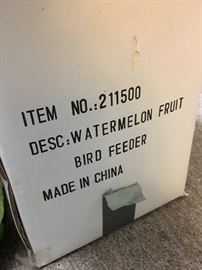 ITEM NO.:211500
DESC:WATERMELON FRUIT
BIRD FEEDER
MADE IN CHINA